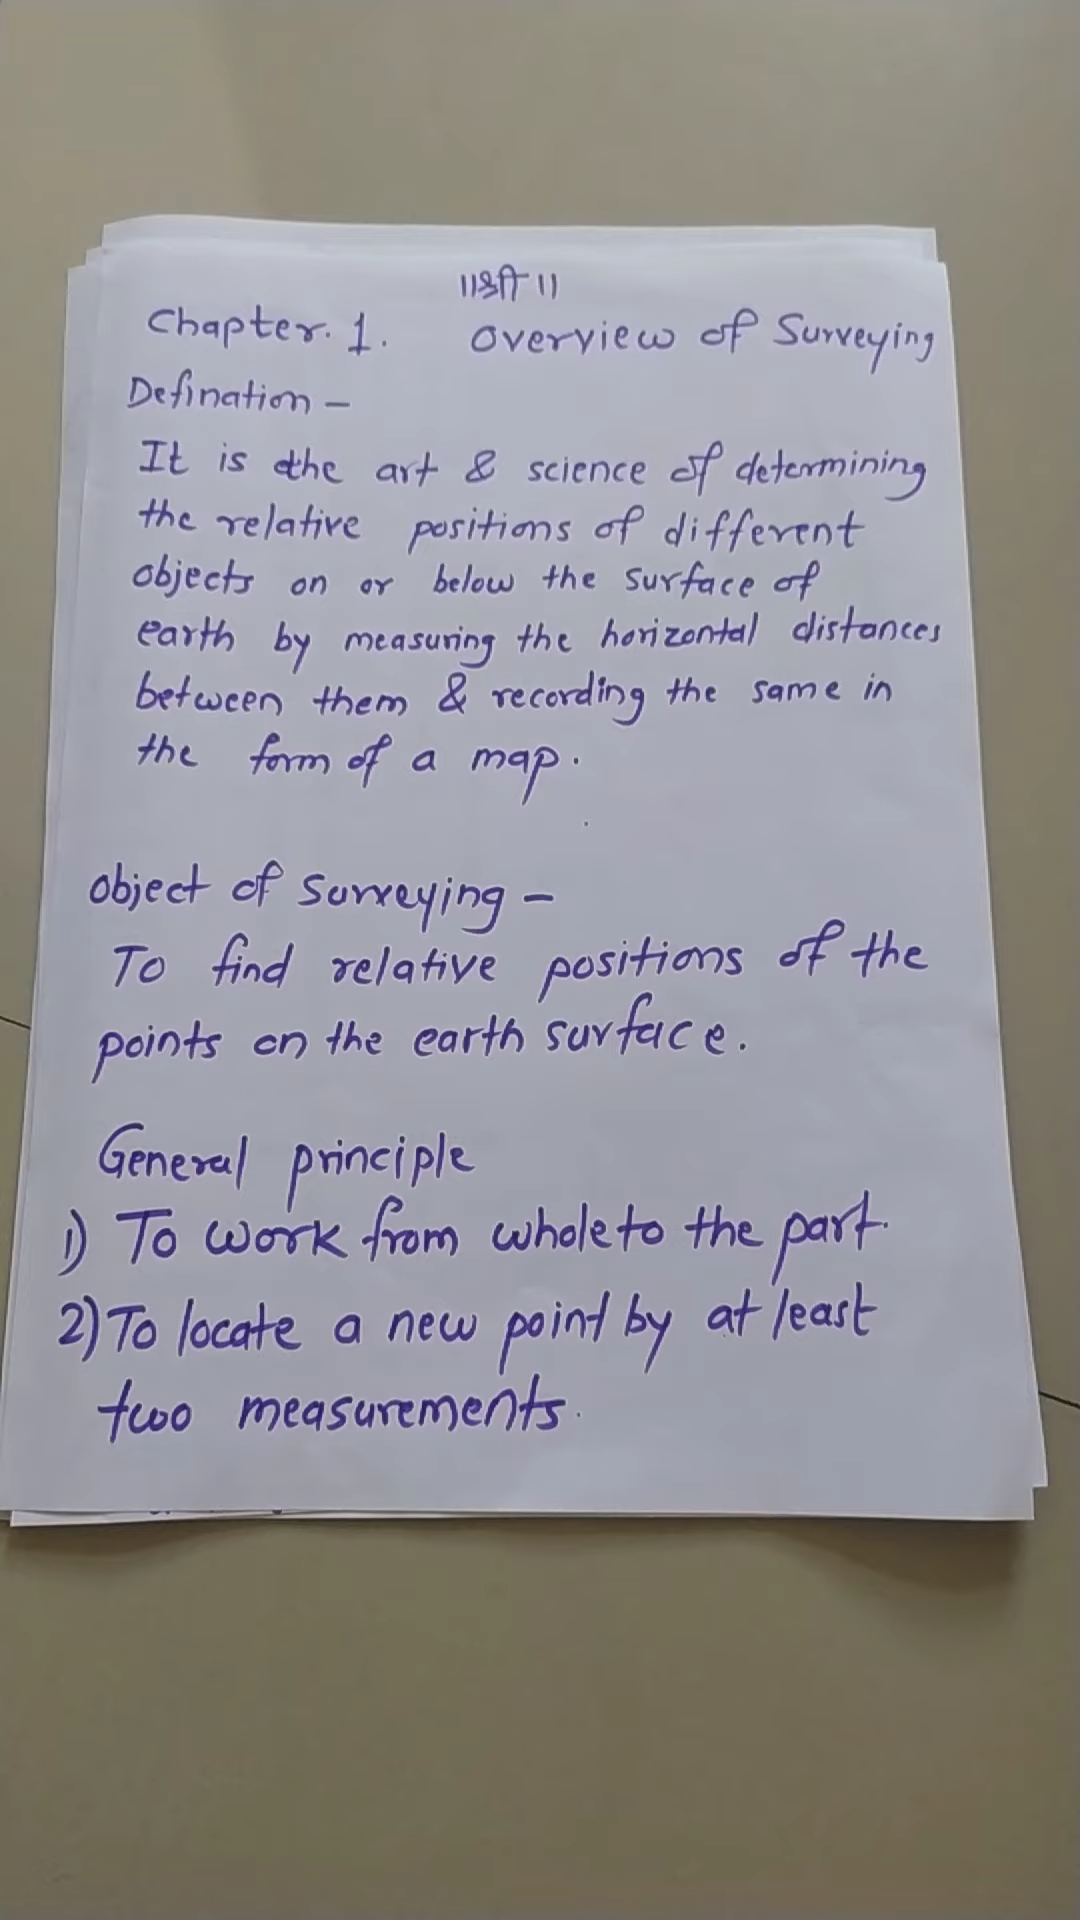 ॥श्री॥
Chapter. 1. Overview of Surveying
Defination -
It is the art & science of determining
the relative positions of different
objects on or below the surface of
earth by measuring the horizontal distances
between them & recording the same in
the form of a map.
object of Surveying -
To find relative positions of the
points on the earth surface.
General principle
1) To work from whole to the part.
2) To locate a new point by at least
two measurements.